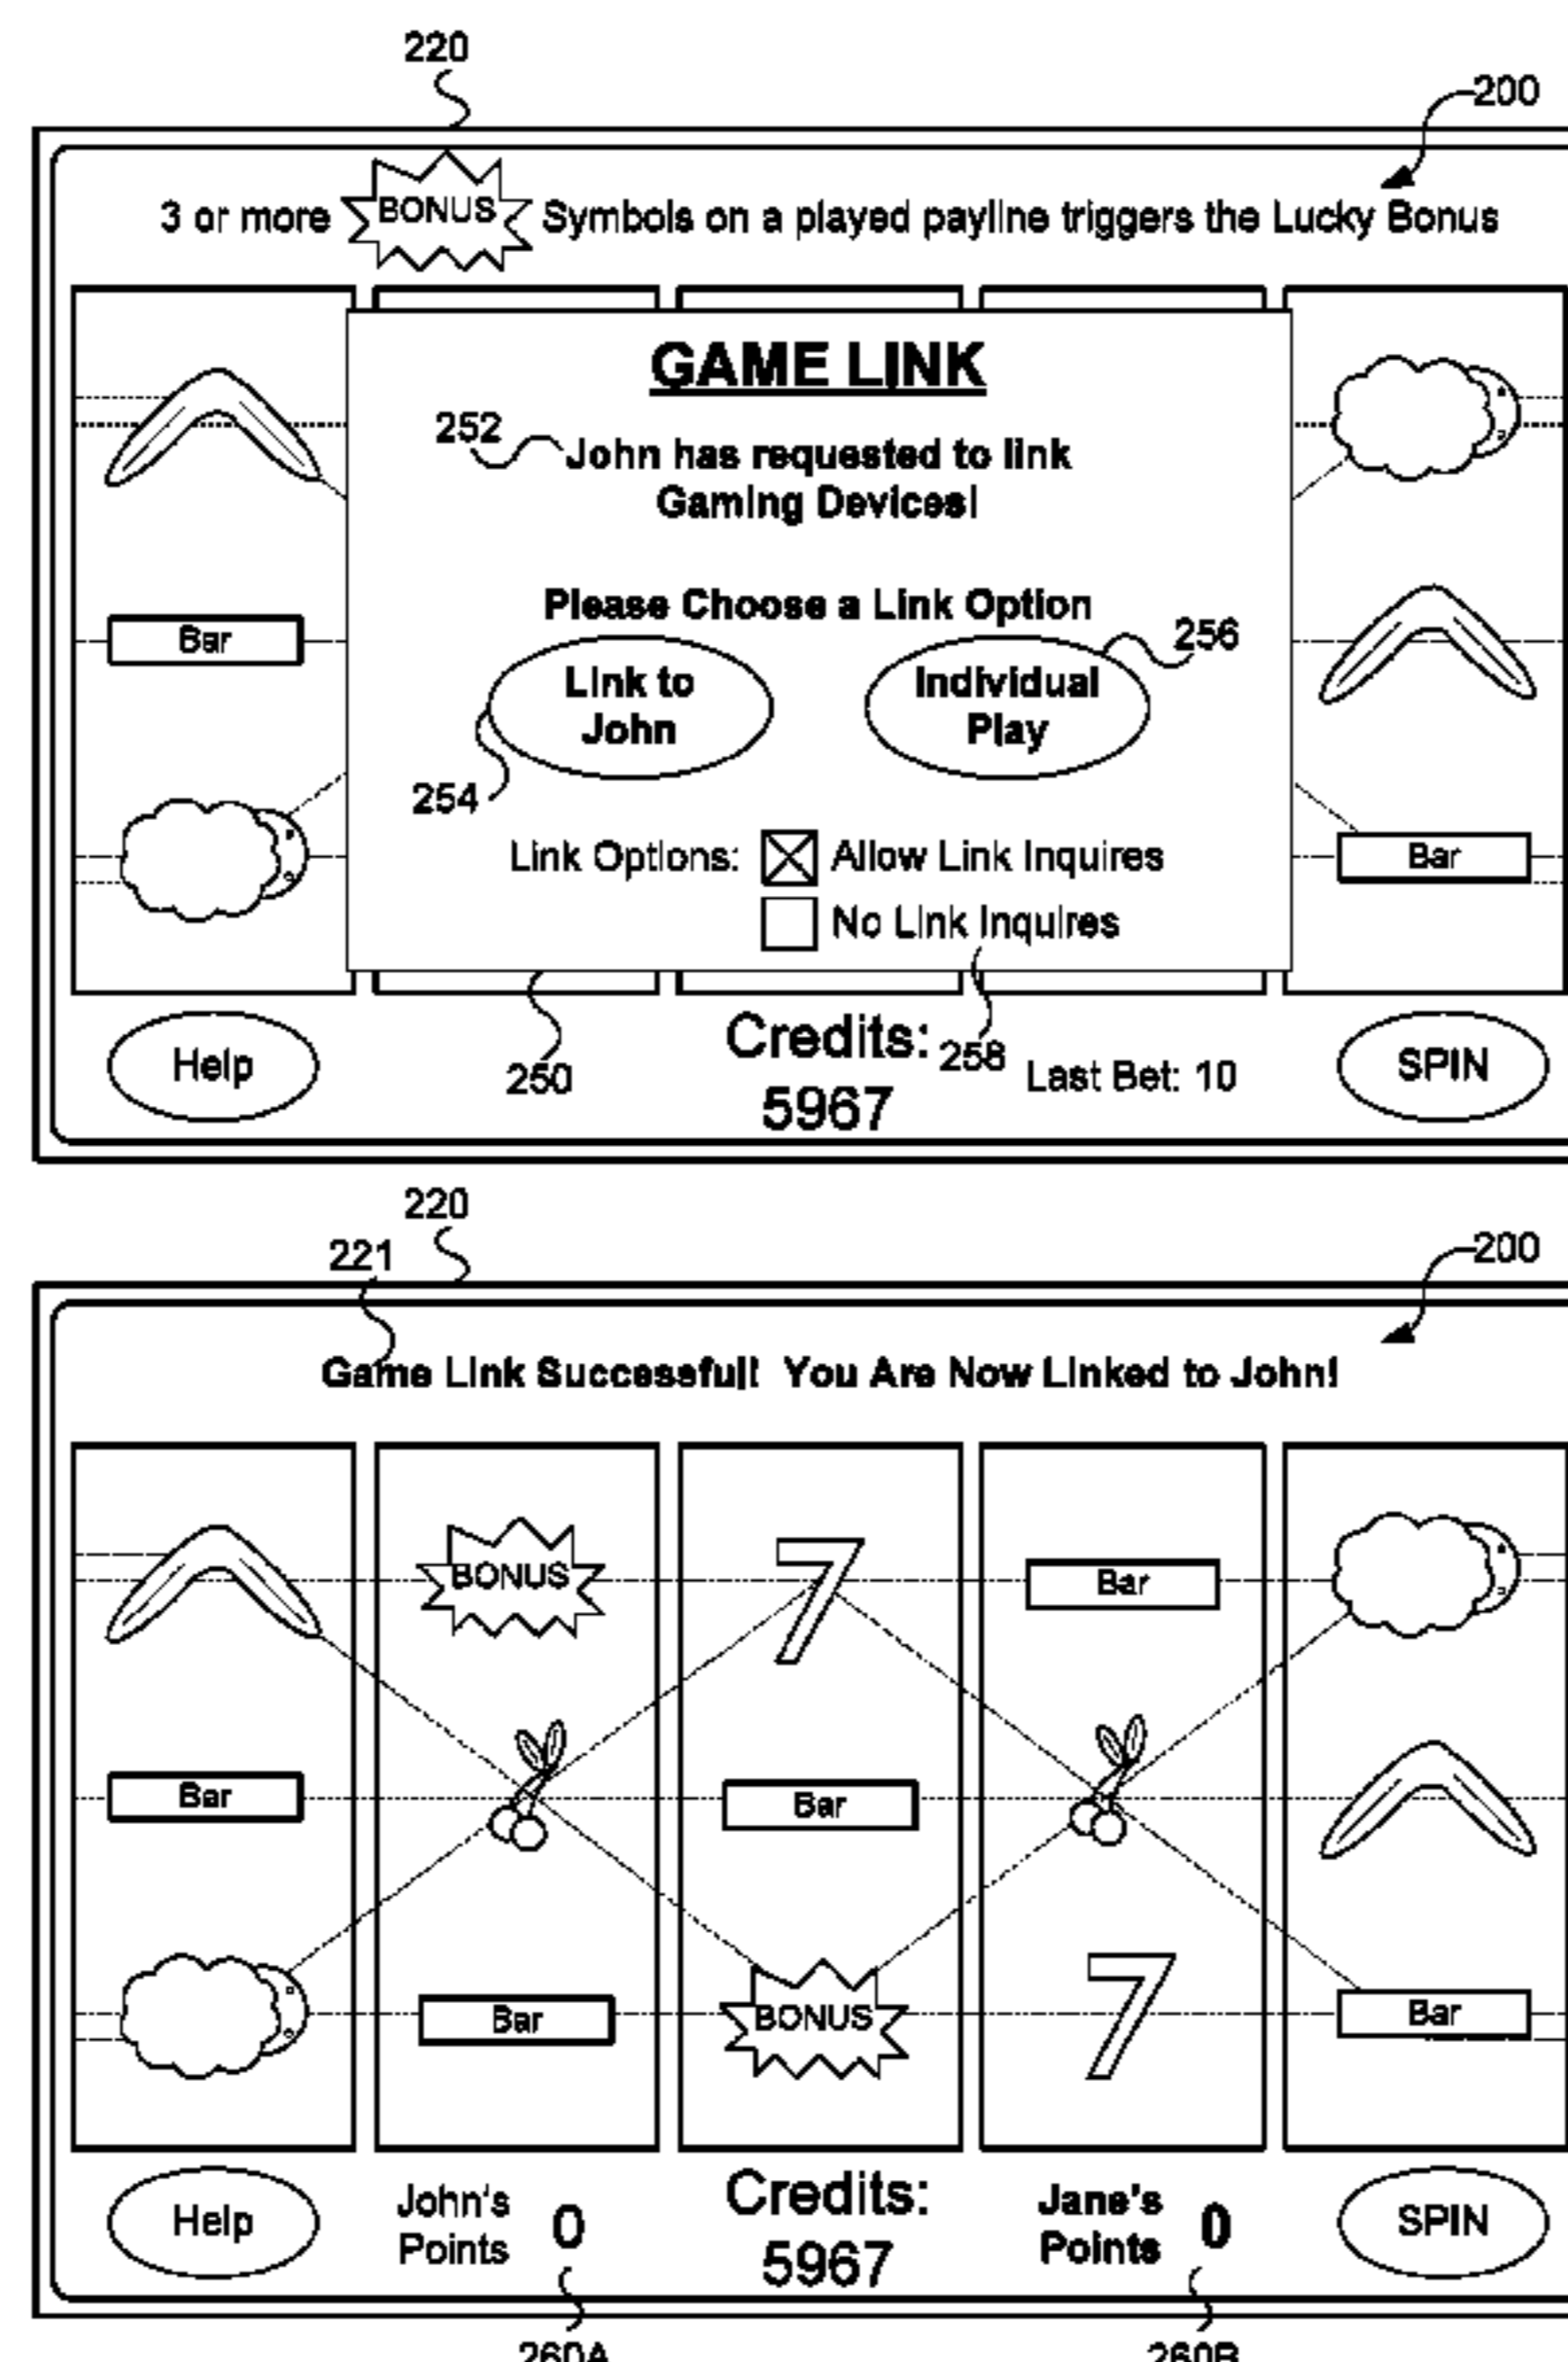 220
200
3 or more BONUS Symbols on a played payline triggers the Lucky Bonus
GAME LINK
252
John has requested to link
Gaming Devices!
Please Choose a Link Option
256
Link to
John
Individual
Play
254
Bar
Link Options: Allow Link Inquires
Bar
No Link Inquires
Help
Credits:
5967
250
258
Last Bet: 10
SPIN
220
221
200
Game Link Successful! You Are Now Linked to John!
BONUS
Bar
Bar
Bar
Bar
BONUS
Bar
Help
John's
Points
0
Credits:
5967
Jane's
Points
0
SPIN
260A
260B